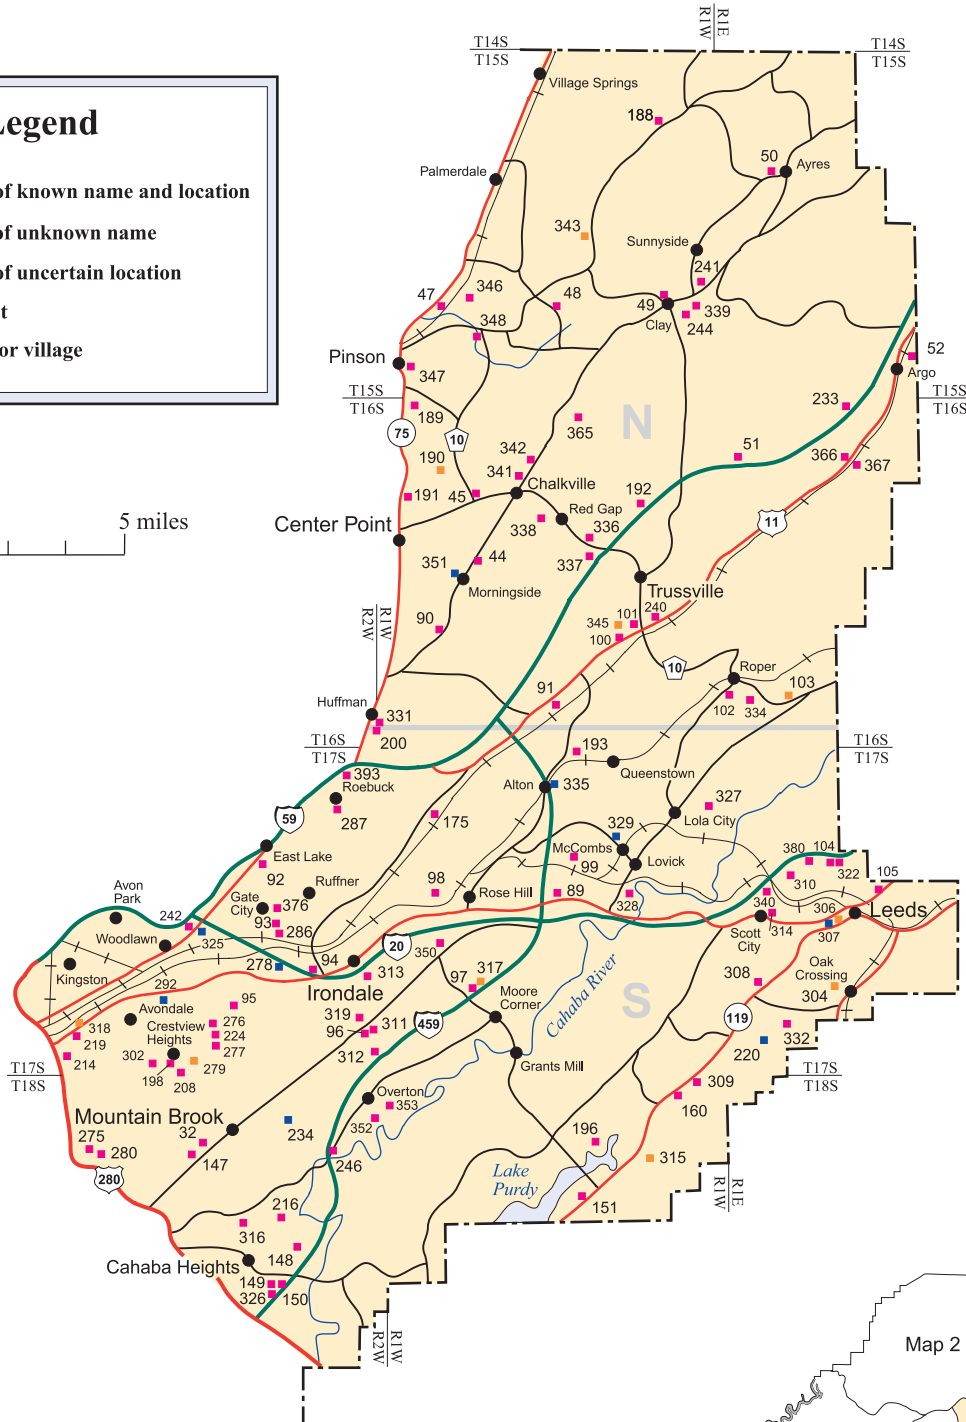 R1W
R1E
T14S
T15S
T14S
T15S
Village Springs
188
Legend
of known name and location
of unknown name
of uncertain location
t
or village
Palmerdale
50
Ayres
343
Sunnyside
241
47
346
48
49
339
Clay
244
348
52
Pinson
347
Argo
T15S
T16S
T15S
T16S
189
233
75
10
365
N
190
342
51
366
367
341
Chalkville
191
45
192
5 miles
Center Point
338
Red Gap
336
11
351
44
337
Morningside
Trussville
R2W
R1W
90
345
101
240
100
10
Roper
103
91
102
334
Huffman
331
200
T16S
T17S
T16S
T17S
193
393
Roebuck
Queenstown
Alton
335
287
59
175
327
Lola City
329
McCombs
East Lake
99
Lovick
380
104
92
Ruffner
98
Rose Hill
89
328
310
322
105
Avon
Park
Gate
City
376
340
306
Leeds
242
93
286
314
Scott
City
307
Woodlawn
325
20
350
Kingston
278
94
313
97
317
Oak
Crossing
292
Irondale
308
304
Avondale
95
319
Moore
Corner
Cahaba River
S
318
219
Crestview
Heights
276
224
277
96
311
459
119
332
214
302
279
312
220
198
208
Grants Mill
T17S
T18S
T17S
T18S
309
Overton
353
160
Mountain Brook
352
32
234
196
275
280
147
246
315
280
Lake
Purdy
R1W
R1E
151
216
316
148
Cahaba Heights
149
326
150
R2W
R1W
Map 2